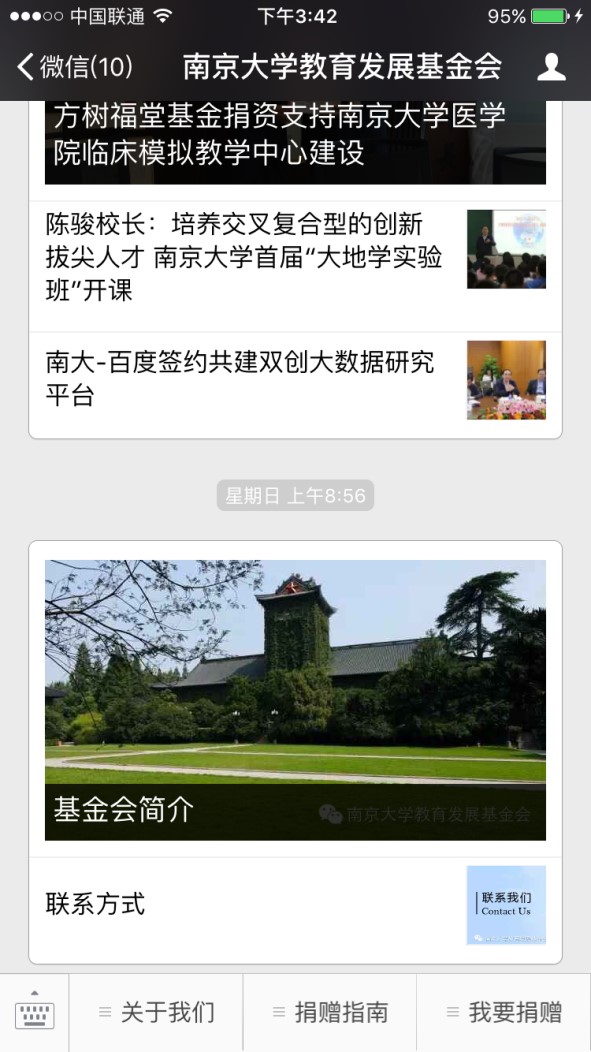 中国联通 下午3:42 95%
微信(10) 南京大学教育发展基金会
方树福堂基金捐资支持南京大学医学
院临床模拟教学中心建设
陈骏校长：培养交叉复合型的创新
拔尖人才 南京大学首届“大地学实验
班”开课
南大-百度签约共建双创大数据研究
平台
星期日 上午8:56
基金会简介
南京大学教育发展基金会
联系方式
联系我们
Contact Us
关于我们 捐赠指南 我要捐赠